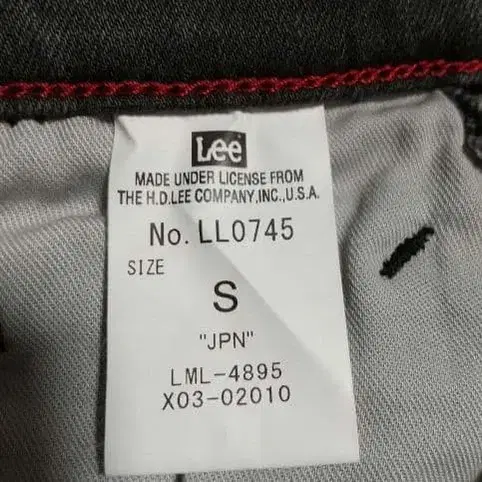 Lee
MADE UNDER LICENSE FROM
THE H.D.LEE COMPANY,INC.,U.S.A.
No. LL0745
SIZE
S
"JPN"
LML-4895
X03-02010